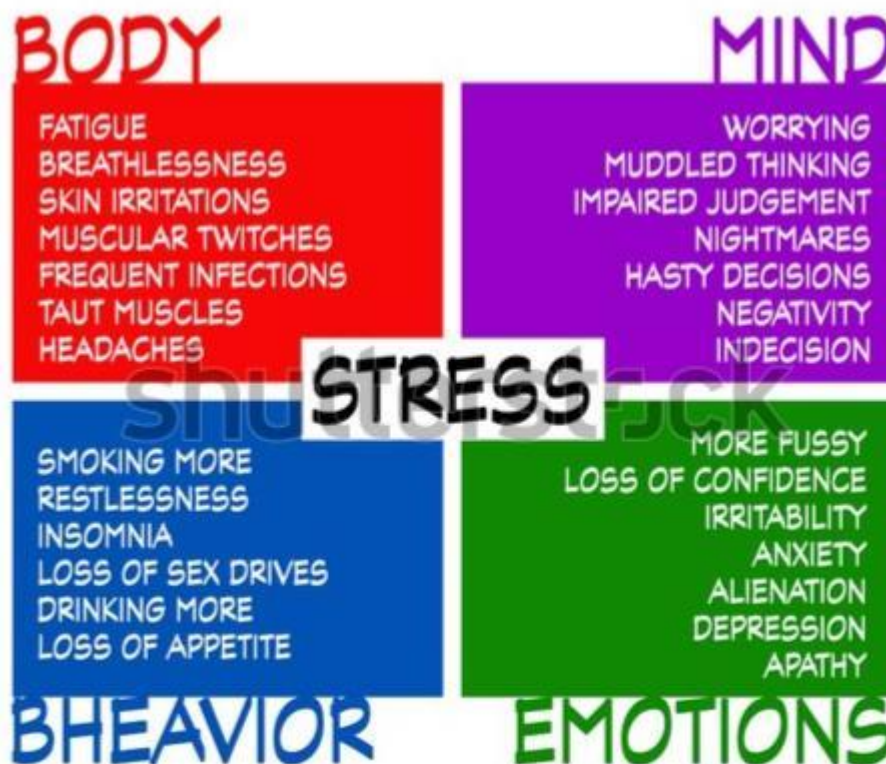 BODY
FATIGUE
BREATHLESSNESS
SKIN IRRITATIONS
MUSCULAR TWITCHES
FREQUENT INFECTIONS
TAUT MUSCLES
HEADACHES
MIND
WORRYING
MUDDLED THINKING
IMPAIRED JUDGEMENT
NIGHTMARES
HASTY DECISIONS
NEGATIVITY
INDECISION
STRESS
shutterstock
SMOKING MORE
RESTLESSNESS
INSOMNIA
LOSS OF SEX DRIVES
DRINKING MORE
LOSS OF APPETITE
BHEAVIOR
MORE FUSSY
LOSS OF CONFIDENCE
IRRITABILITY
ANXIETY
ALIENATION
DEPRESSION
APATHY
EMOTIONS